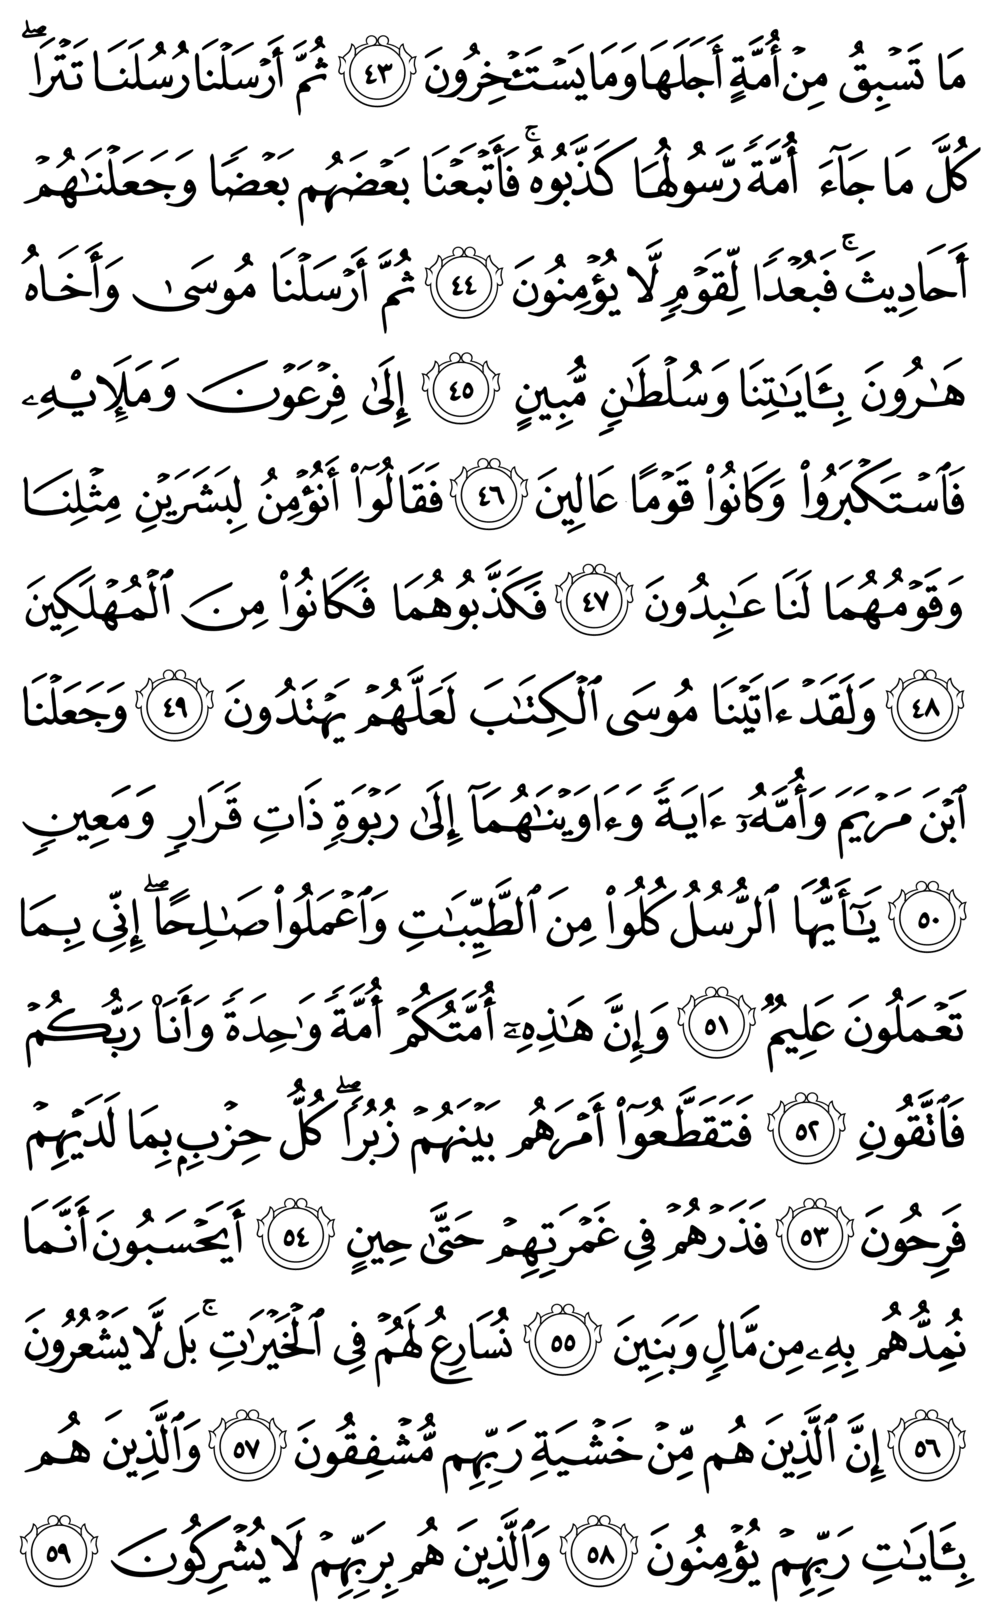 مَا تَسۡبِقُ مِنۡ أُمَّةٍ أَجَلَهَا وَمَا يَسۡتَـٔۡخِرُونَ ٤٣ ثُمَّ أَرۡسَلۡنَا رُسُلَنَا تَتۡرَاۖ
كُلَّ مَا جَآءَ أُمَّةٗ رَّسُولُهَا كَذَّبُوهُۚ فَأَتۡبَعۡنَا بَعۡضَهُم بَعۡضٗا وَجَعَلۡنَٰهُمۡ
أَحَادِيثَۚ فَبُعۡدٗا لِّقَوۡمٖ لَّا يُؤۡمِنُونَ ٤٤ ثُمَّ أَرۡسَلۡنَا مُوسَىٰ وَأَخَاهُ
هَٰرُونَ بِـَٔايَٰتِنَا وَسُلۡطَٰنٖ مُّبِينٍ ٤٥ إِلَىٰ فِرۡعَوۡنَ وَمَلَإِيْهِۦ
فَٱسۡتَكۡبَرُواْ وَكَانُواْ قَوۡمًا عَالِينَ ٤٦ فَقَالُوٓاْ أَنُؤۡمِنُ لِبَشَرَيۡنِ مِثۡلِنَا
وَقَوۡمُهُمَا لَنَا عَٰبِدُونَ ٤٧ فَكَذَّبُوهُمَا فَكَانُواْ مِنَ ٱلۡمُهۡلَكِينَ
٤٨ وَلَقَدۡ ءَاتَيۡنَا مُوسَى ٱلۡكِتَٰبَ لَعَلَّهُمۡ يَهۡتَدُونَ ٤٩ وَجَعَلۡنَا
ٱبۡنَ مَرۡيَمَ وَأُمَّهُۥٓ ءَايَةٗ وَءَاوَيۡنَٰهُمَآ إِلَىٰ رَبۡوَةٖ ذَاتِ قَرَارٖ وَمَعِينٖ
٥٠ يَٰٓأَيُّهَا ٱلرُّسُلُ كُلُواْ مِنَ ٱلطَّيِّبَٰتِ وَٱعۡمَلُواْ صَٰلِحًاۖ إِنِّي بِمَا
تَعۡمَلُونَ عَلِيمٞ ٥١ وَإِنَّ هَٰذِهِۦٓ أُمَّتُكُمۡ أُمَّةٗ وَٰحِدَةٗ وَأَنَا۠ رَبُّكُمۡ
فَٱتَّقُونِ ٥٢ فَتَقَطَّعُوٓاْ أَمۡرَهُم بَيۡنَهُمۡ زُبُرٗاۖ كُلُّ حِزۡبِۭ بِمَا لَدَيۡهِمۡ
فَرِحُونَ ٥٣ فَذَرۡهُمۡ فِي غَمۡرَتِهِمۡ حَتَّىٰ حِينٍ ٥٤ أَيَحۡسَبُونَ أَنَّمَا
نُمِدُّهُم بِهِۦ مِن مَّالٖ وَبَنِينَ ٥٥ نُسَارِعُ لَهُمۡ فِي ٱلۡخَيۡرَٰتِۚ بَل لَّا يَشۡعُرُونَ
٥٦ إِنَّ ٱلَّذِينَ هُم مِّنۡ خَشۡيَةِ رَبِّهِم مُّشۡفِقُونَ ٥٧ وَٱلَّذِينَ هُم
بِـَٔايَٰتِ رَبِّهِمۡ يُؤۡمِنُونَ ٥٨ وَٱلَّذِينَ هُم بِرَبِّهِمۡ لَا يُشۡرِكُونَ ٥٩